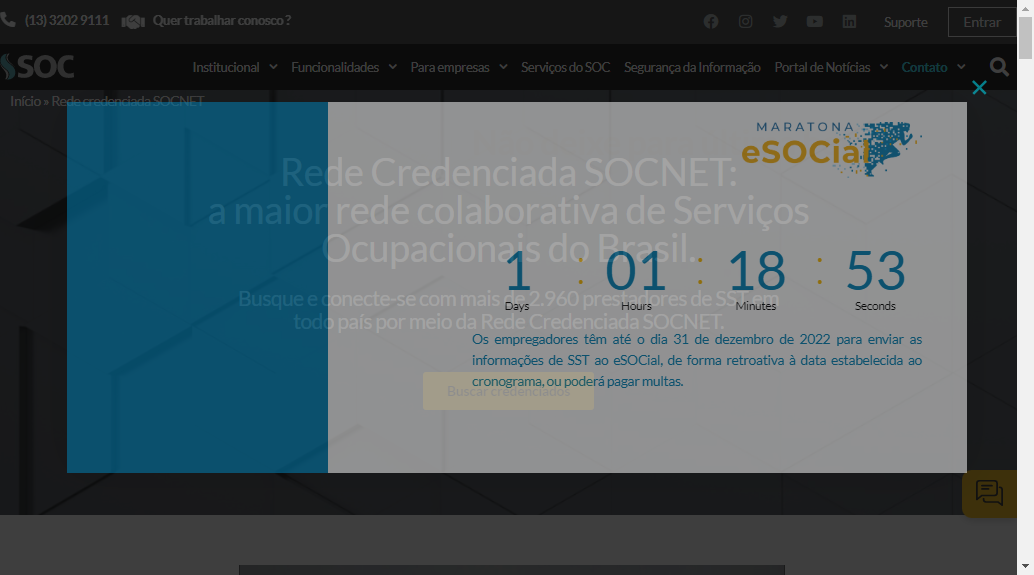 (13) 3202 9111 Quer trabalhar conosco ?
Suporte Entrar
SOC
Institucional Funcionalidades Para empresas Serviços do SOC Segurança da Informação Portal de Notícias Contato
Início » Rede credenciada SOCNET
MARATONA
eSOCial
Rede Credenciada SOCNET:
a maior rede colaborativa de Serviços
Ocupacionais do Brasil.
1 : 01 : 18 : 53
Days Hours Minutes Seconds
Busque e conecte-se com mais de 2.960 prestadores de SST em
todo país por meio da Rede Credenciada SOCNET.
Os empregadores têm até o dia 31 de dezembro de 2022 para enviar as
informações de SST ao eSOCial, de forma retroativa à data estabelecida ao
cronograma, ou poderá pagar multas.
Buscar credenciados